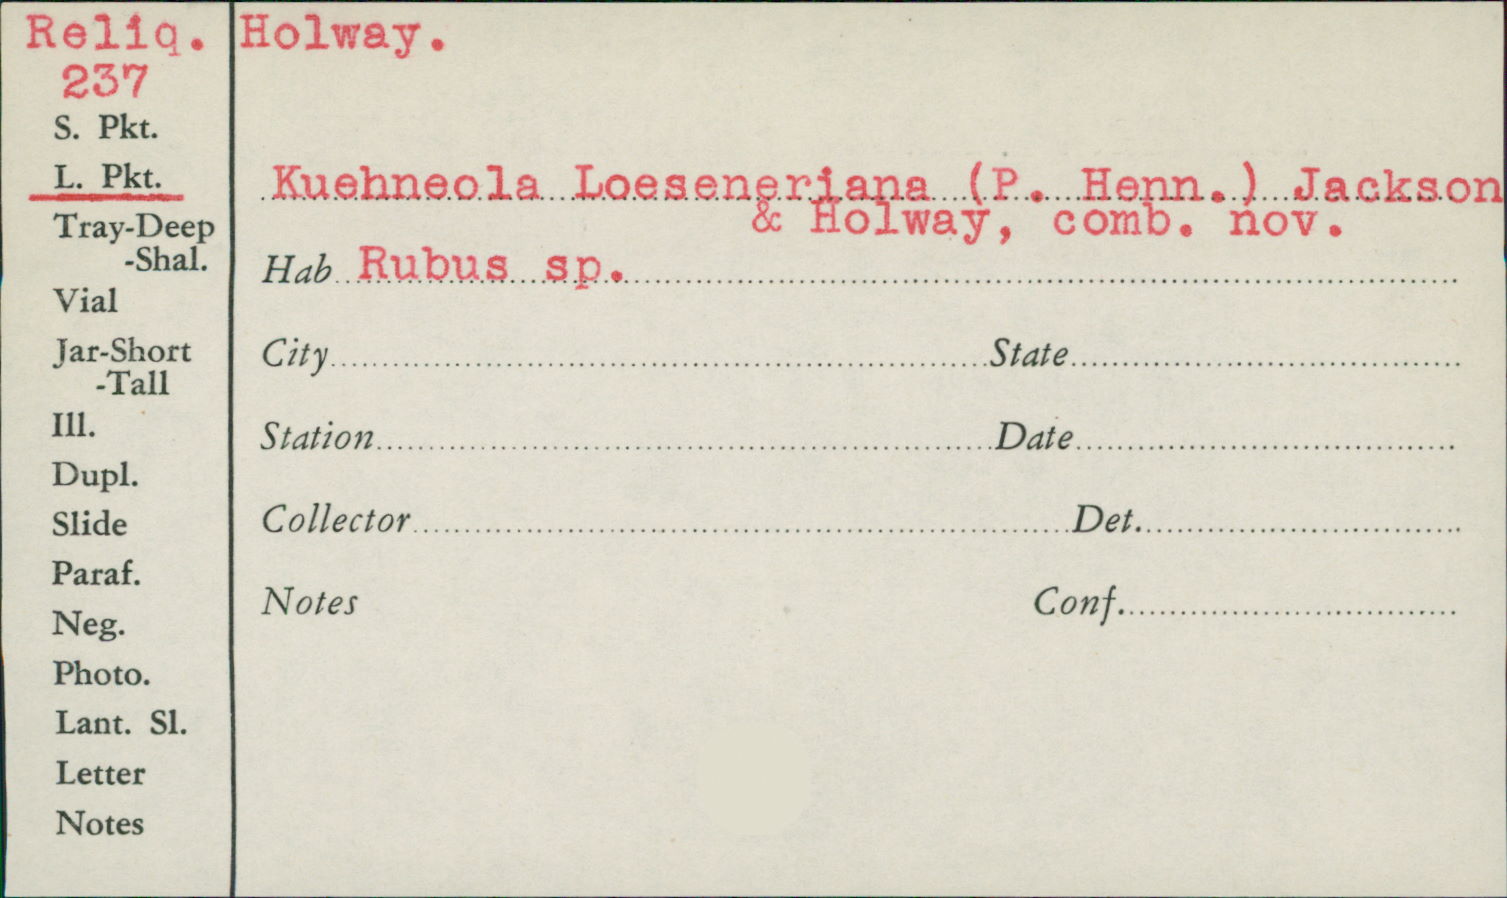 Reliq. Holway.
237
S. Pkt.
L. Pkt.
Tray-Deep
-Shal.
Vial
Jar-Short
-Tall
Ill.
Dupl.
Slide
Paraf.
Neg.
Photo.
Lant. Sl.
Letter
Notes
Kuehneola Loeseneriana (P. Henn.) Jackson
& Holway, comb. nov.
Hab Rubus sp.
City State
Station Date
Collector Det.
Notes Conf.